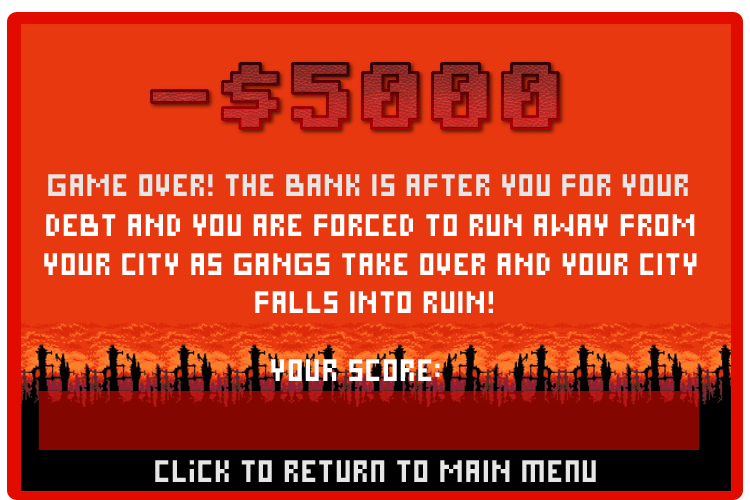 -$5000
GAME OVER! THE BANK IS AFTER YOU FOR YOUR
DEBT AND YOU ARE FORCED TO RUN AWAY FROM
YOUR CITY AS GANGS TAKE OVER AND YOUR CITY
FALLS INTO RUIN!
YOUR SCORE:
CLiCK TO RETURN TO MAIN MENU